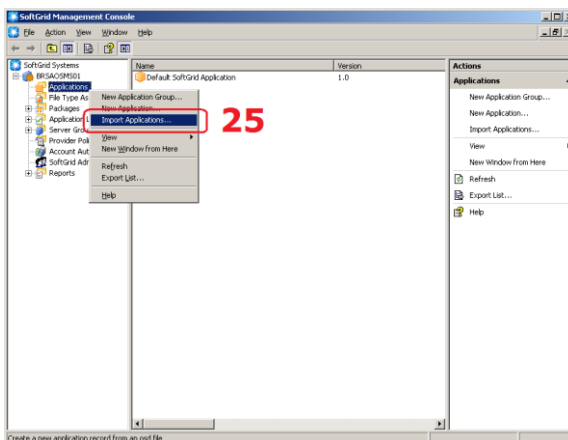 SoftGrid Management Console
File Action View Window Help
SoftGrid Systems
BRSAOSMS01
Applications
File Type As
Packages
Application L
Server Gro
Provider Poli
Account Aut
SoftGrid Adr
Reports
Name Version
Default SoftGrid Application 1.0
New Application Group...
New Application...
Import Applications...
View
New Window from Here
Refresh
Export List...
Help
25
Actions
Applications
New Application Group...
New Application...
Import Applications...
View
New Window from Here
Refresh
Export List...
Help
Create a new application record from an osd file